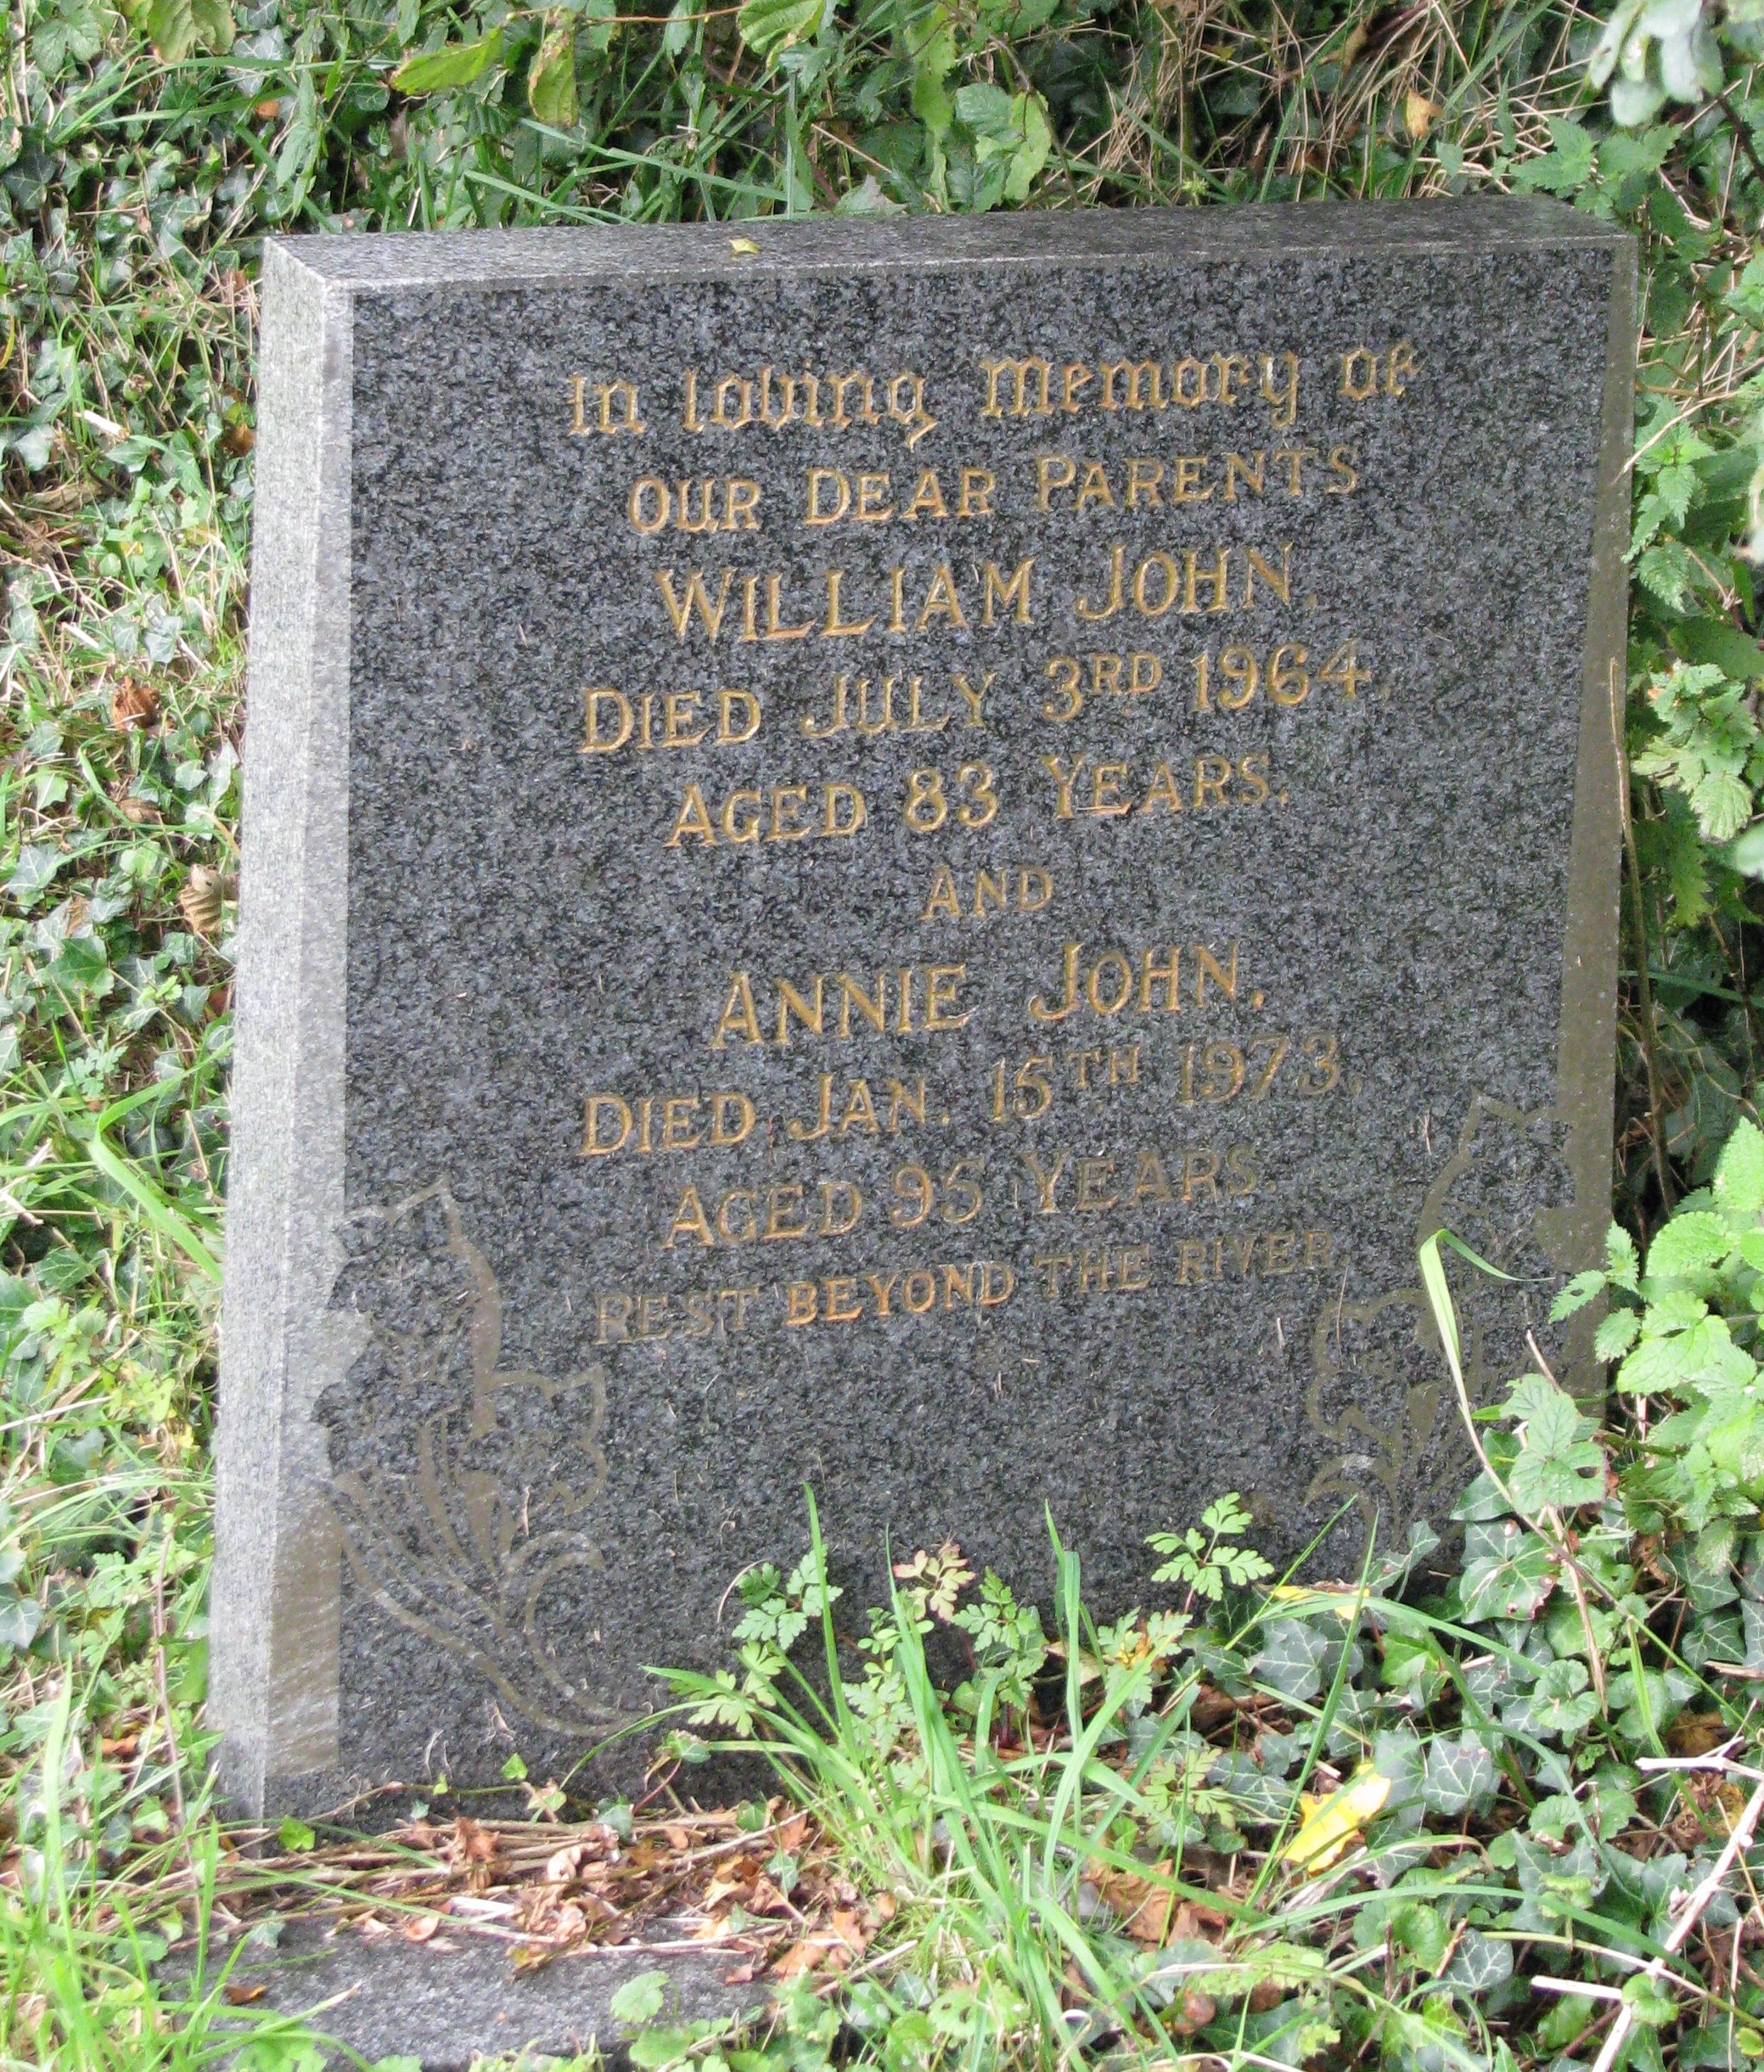 In loving memory of
OUR DEAR PARENTS
WILLIAM JOHN,
DIED JULY 3RD 1964,
AGED 83 YEARS.
AND
ANNIE JOHN,
DIED JAN. 15TH 1973,
AGED 95 YEARS.
REST BEYOND THE RIVER.